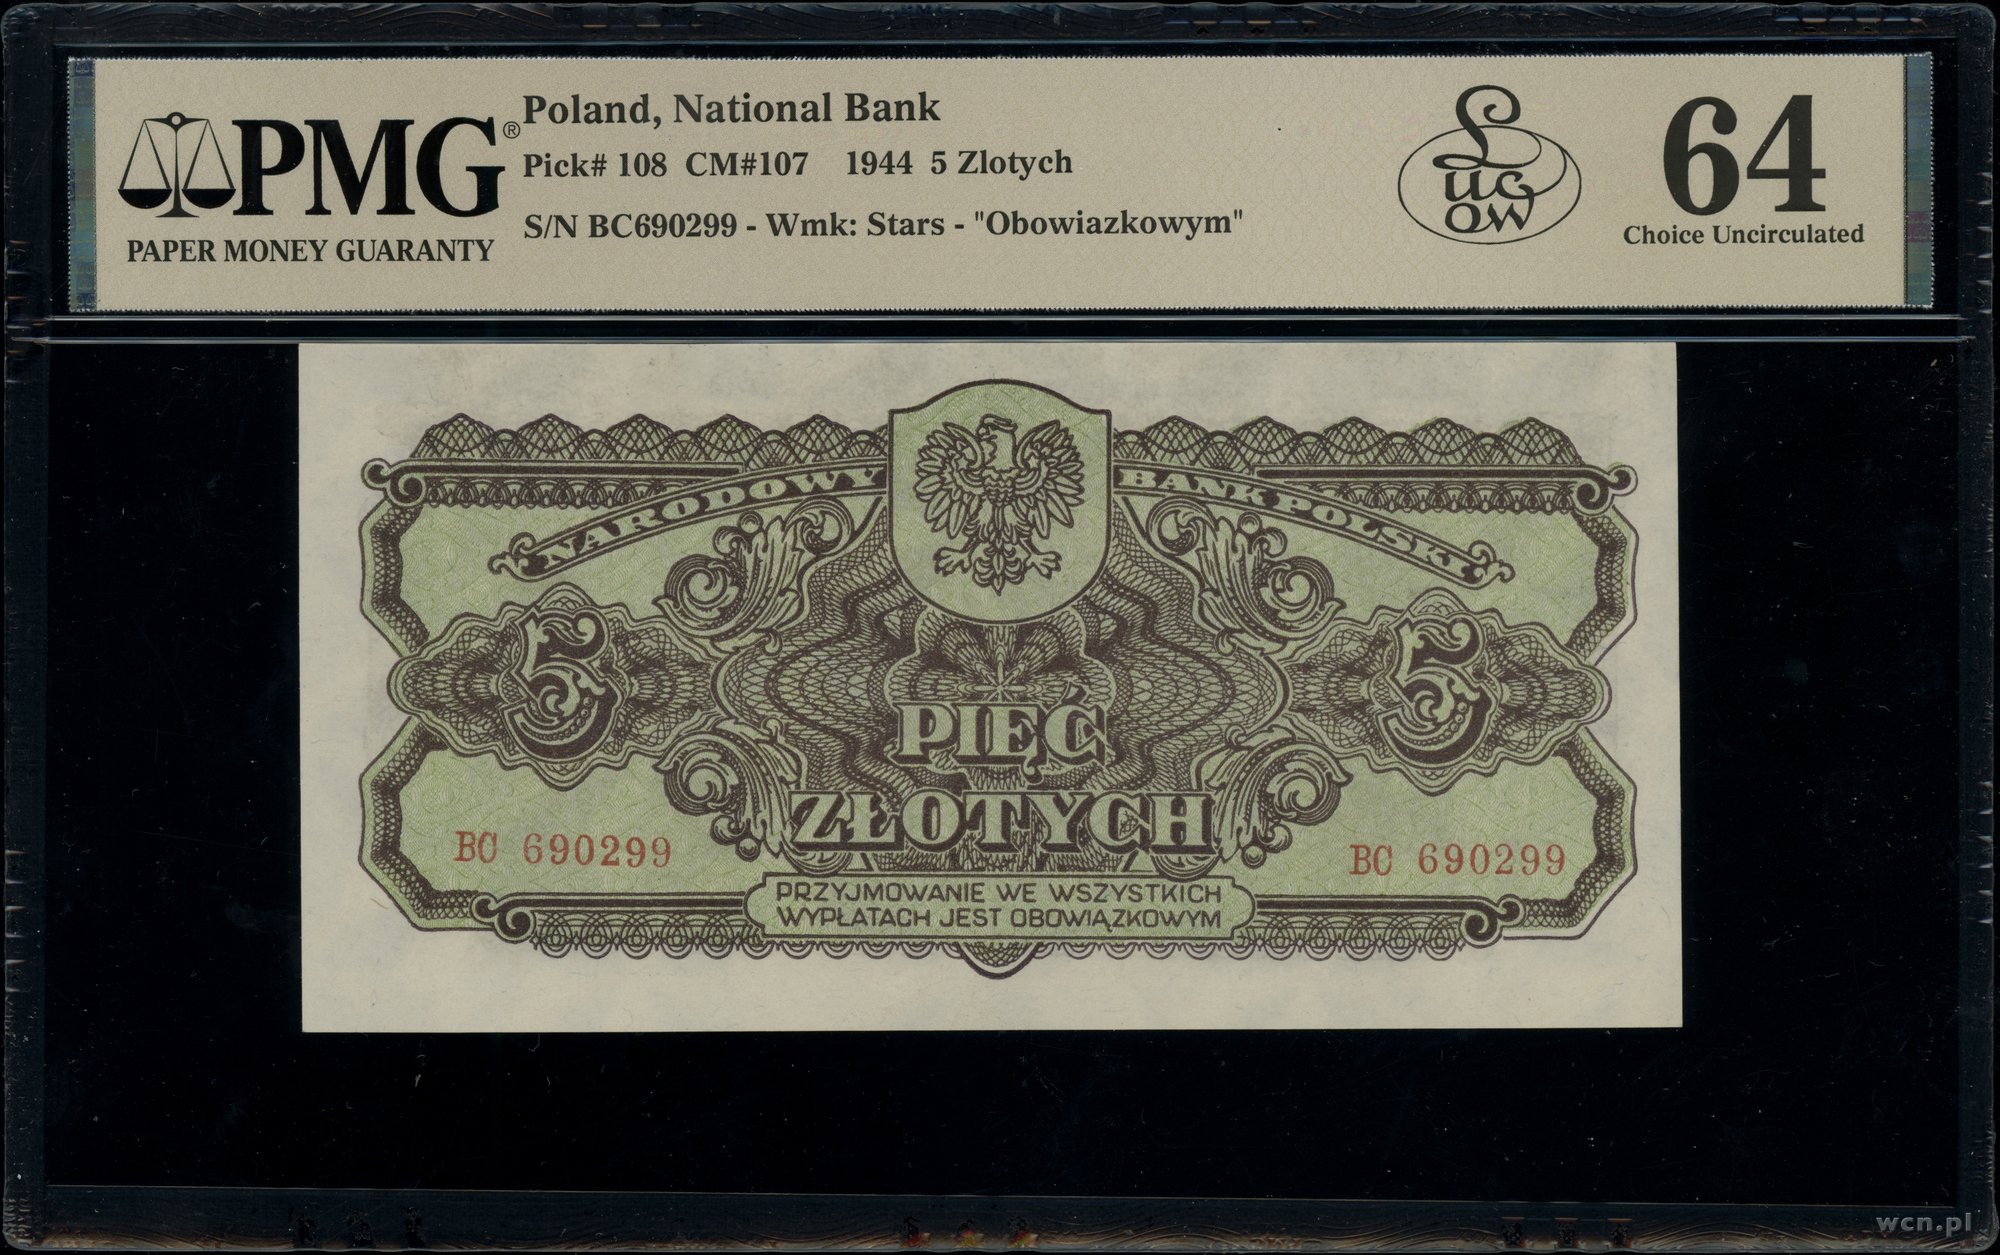 PMG®
PAPER MONEY GUARANTY
Poland, National Bank
Pick# 108 CM#107 1944 5 Zlotych
S/N BC690299 - Wmk: Stars - "Obowiazkowym"
Lucow
64
Choice Uncirculated
NARODOWY BANK POLSKI
5 5
PIĘĆ
ZŁOTYCH
BC 690299 BC 690299
PRZYJMOWANIE WE WSZYSTKICH
WYPŁATACH JEST OBOWIĄZKOWYM
wcn.pl